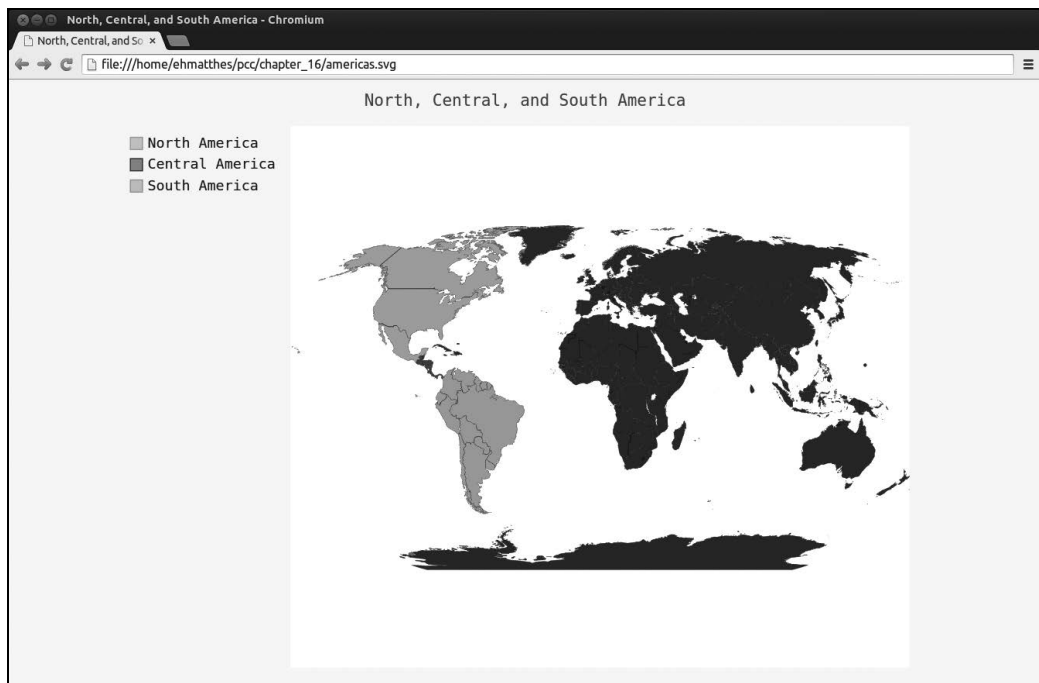 North, Central, and South America - Chromium
North, Central, and So
file:///home/ehmatthes/pcc/chapter_16/americas.svg
North, Central, and South America
North America
Central America
South America